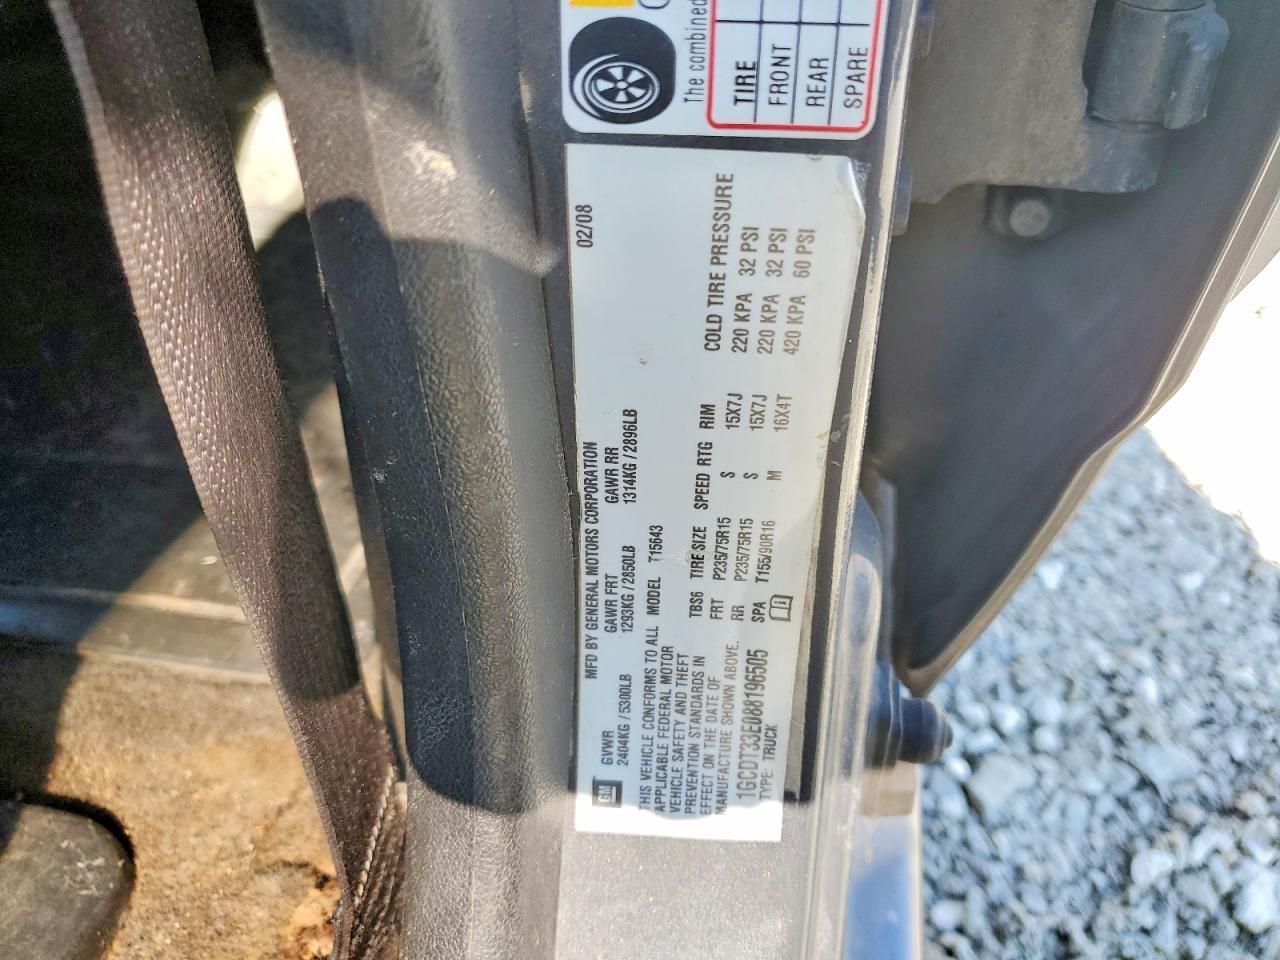 The combined
TIRE
FRONT
REAR
SPARE
02/08
MFD BY GENERAL MOTORS CORPORATION
GM GVWR GAWR FRT GAWR RR
2404KG / 5300LB 1293KG / 2850LB 1314KG / 2896LB
THIS VEHICLE CONFORMS TO ALL MODEL T15643
APPLICABLE FEDERAL MOTOR
VEHICLE SAFETY AND THEFT
PREVENTION STANDARDS IN
EFFECT ON THE DATE OF
MANUFACTURE SHOWN ABOVE.
1GCDT33E088196505
TYPE: TRUCK
TBS6 TIRE SIZE SPEED RTG RIM COLD TIRE PRESSURE
FRT P235/75R15 S 15X7J 220 KPA 32 PSI
RR P235/75R15 S 15X7J 220 KPA 32 PSI
SPA T155/90R16 M 16X4T 420 KPA 60 PSI